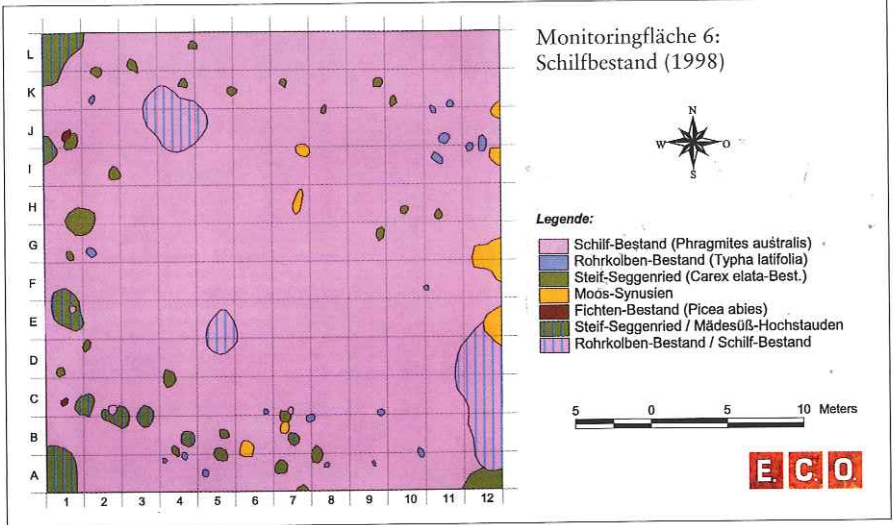 Monitoringfläche 6:
Schilfbestand (1998)
N
W O
S
L
K
J
I
H
G
F
E
D
C
B
A
1 2 3 4 5 6 7 8 9 10 11 12
Legende:
Schilf-Bestand (Phragmites australis)
Rohrkolben-Bestand (Typha latifolia)
Steif-Seggenried (Carex elata-Best.)
Moos-Synusien
Fichten-Bestand (Picea abies)
Steif-Seggenried / Mädesüß-Hochstauden
Rohrkolben-Bestand / Schilf-Bestand
5 0 5 10 Meters
E. C. O.